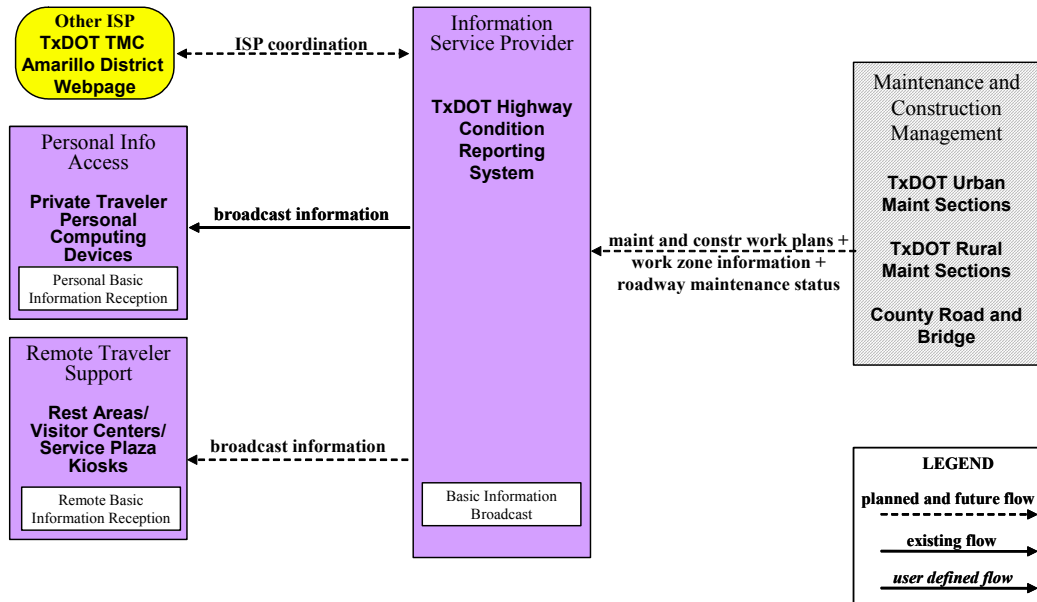 Other ISP
TxDOT TMC
Amarillo District
Webpage
ISP coordination
Information
Service Provider
TxDOT Highway
Condition
Reporting
System
Basic Information
Broadcast
Personal Info
Access
Private Traveler
Personal
Computing
Devices
Personal Basic
Information Reception
broadcast information
Remote Traveler
Support
Rest Areas/
Visitor Centers/
Service Plaza
Kiosks
Remote Basic
Information Reception
broadcast information
maint and constr work plans +
work zone information +
roadway maintenance status
Maintenance and
Construction
Management
TxDOT Urban
Maint Sections
TxDOT Rural
Maint Sections
County Road and
Bridge
LEGEND
planned and future flow
existing flow
user defined flow